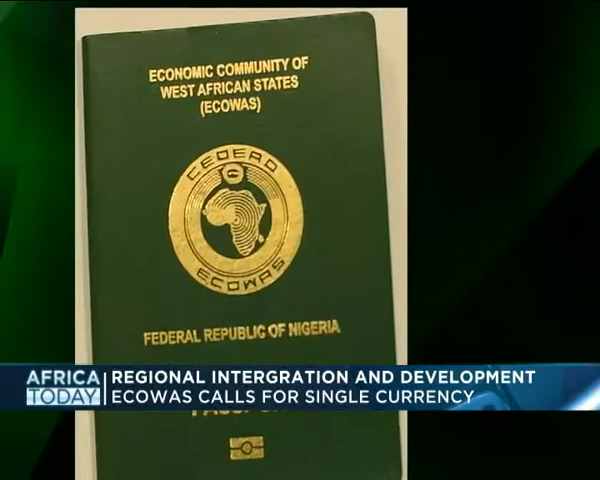 ECONOMIC COMMUNITY OF
WEST AFRICAN STATES
(ECOWAS)
CEDEAO
ECOWAS
FEDERAL REPUBLIC OF NIGERIA
AFRICA
TODAY
REGIONAL INTERGRATION AND DEVELOPMENT
ECOWAS CALLS FOR SINGLE CURRENCY